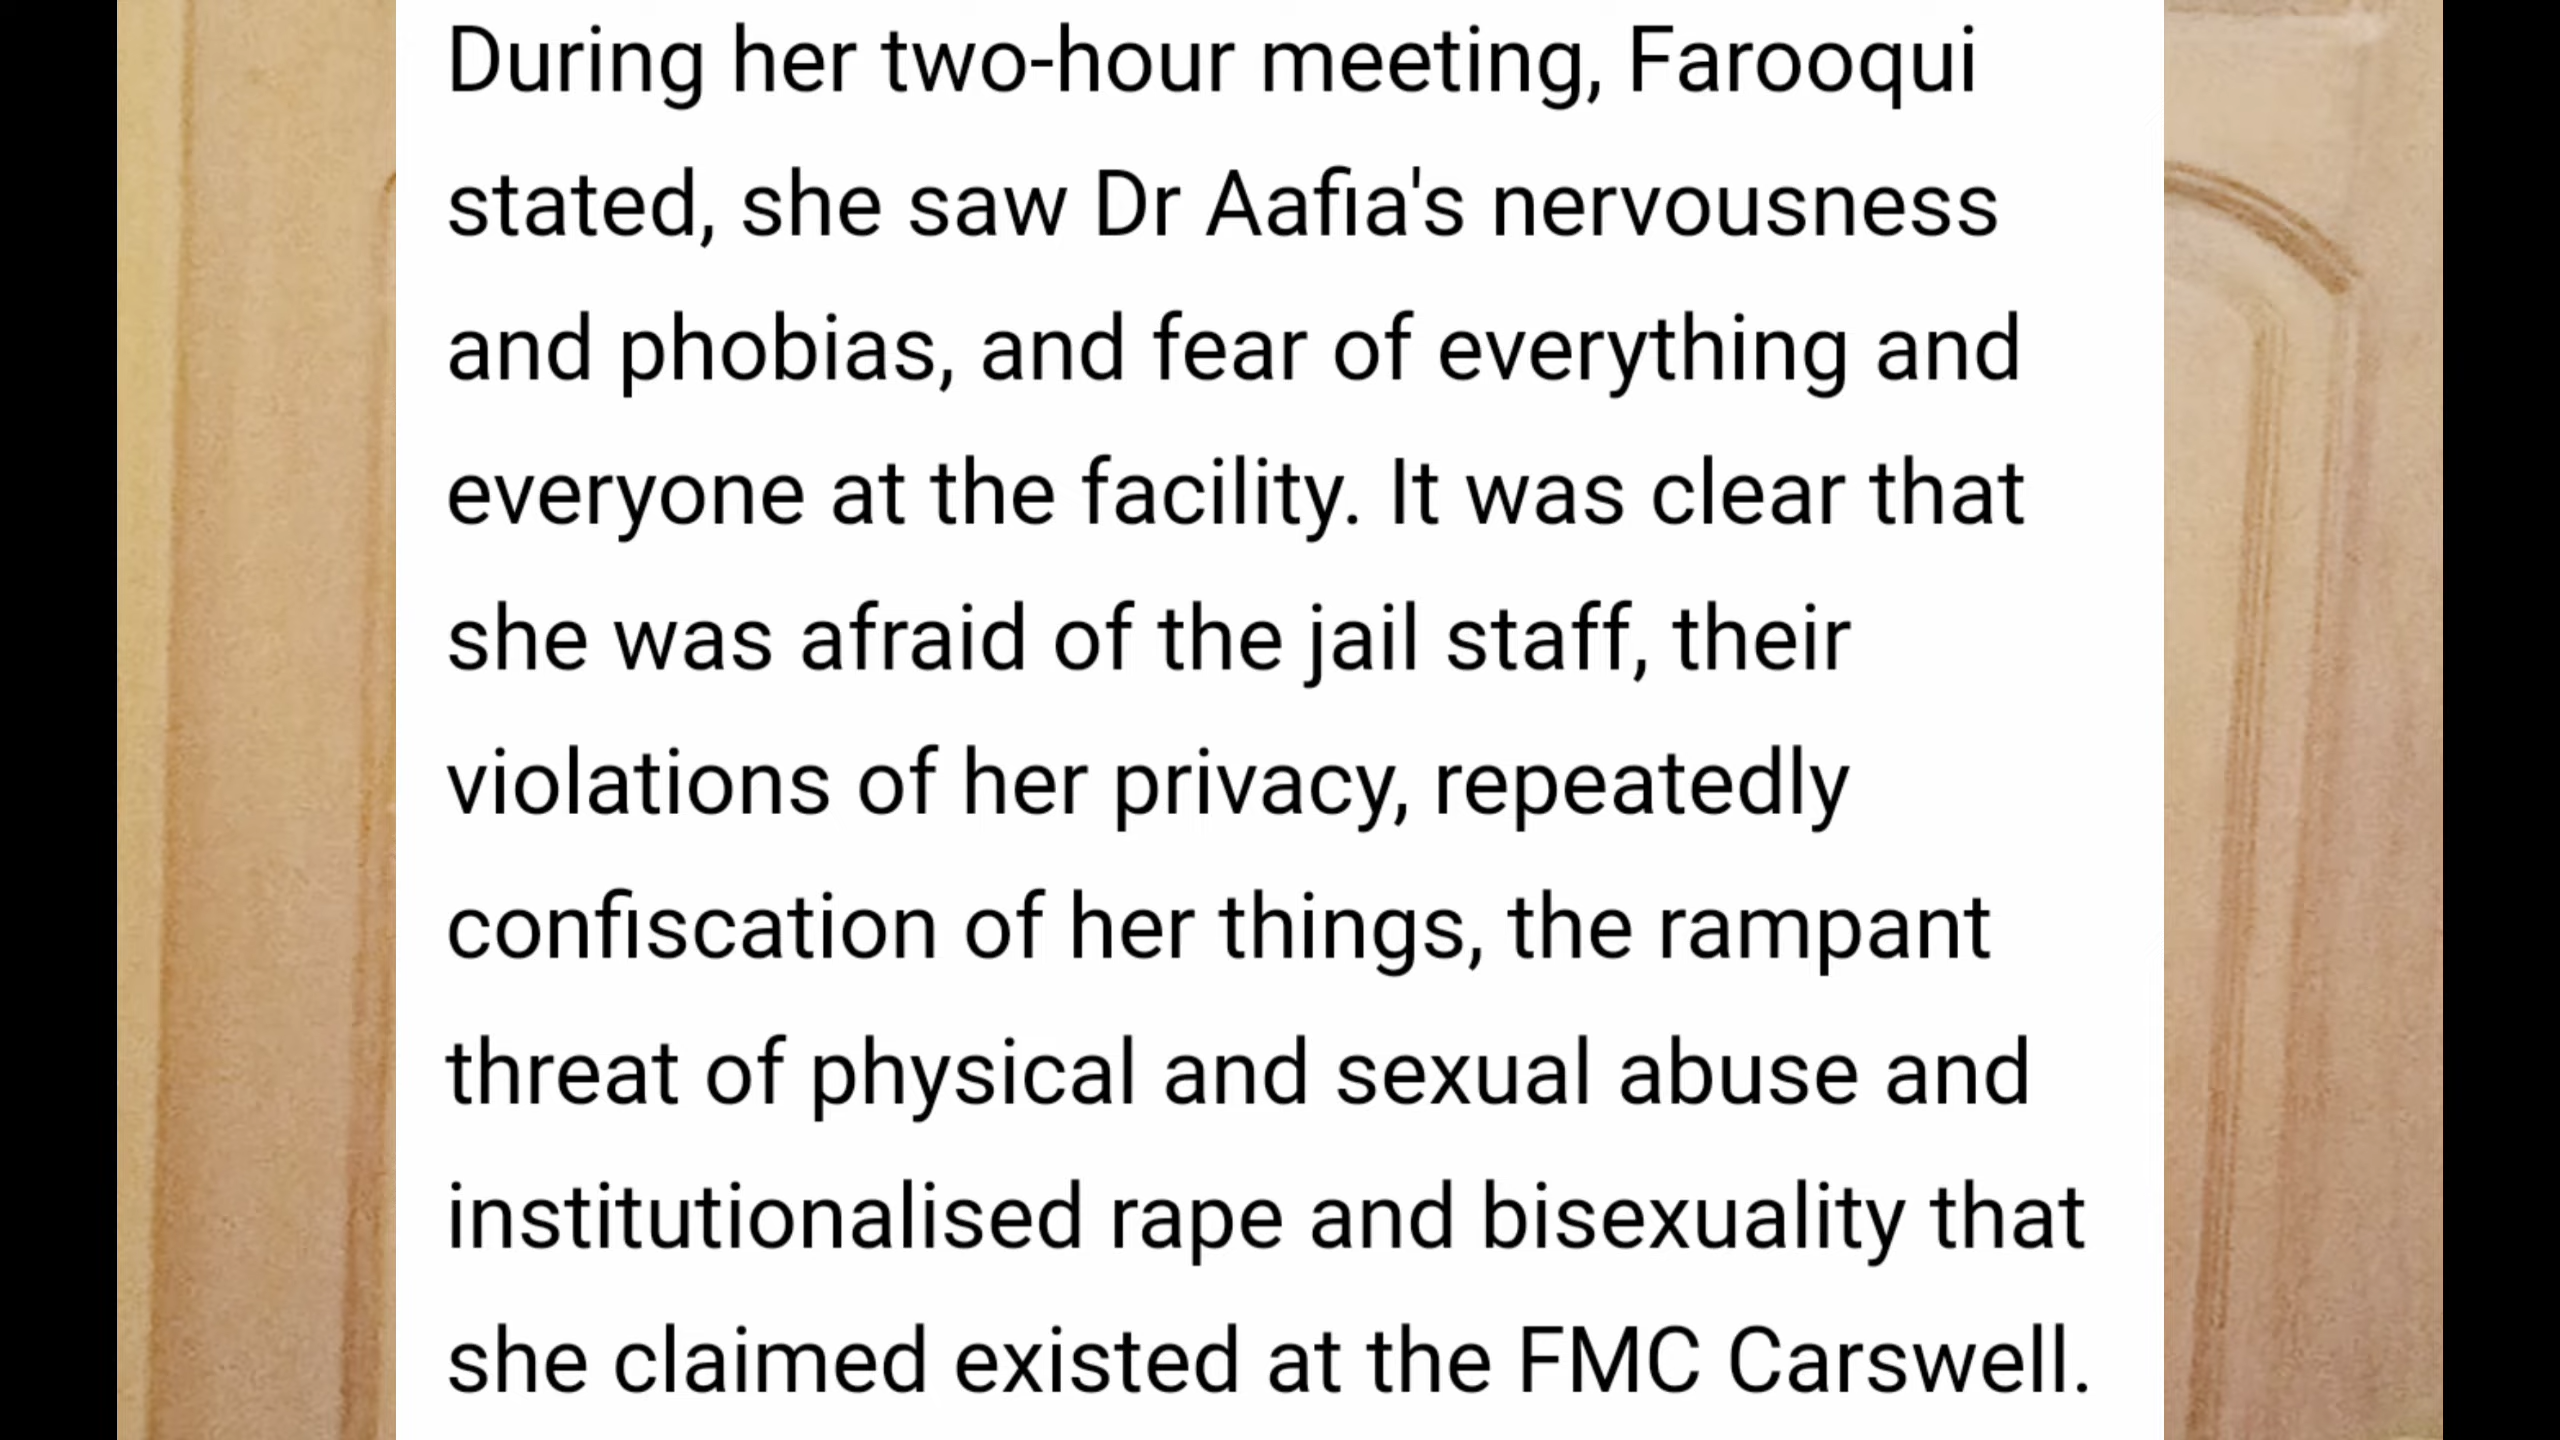 During her two-hour meeting, Farooqui
stated, she saw Dr Aafia's nervousness
and phobias, and fear of everything and
everyone at the facility. It was clear that
she was afraid of the jail staff, their
violations of her privacy, repeatedly
confiscation of her things, the rampant
threat of physical and sexual abuse and
institutionalised rape and bisexuality that
she claimed existed at the FMC Carswell.